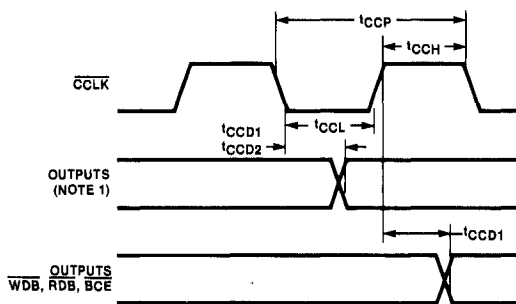 tCCP
tCCH
CCLK
tCCD1
tCCD2
tCCL
OUTPUTS
(NOTE 1)
tCCD1
OUTPUTS
WDB, RDB, BCE